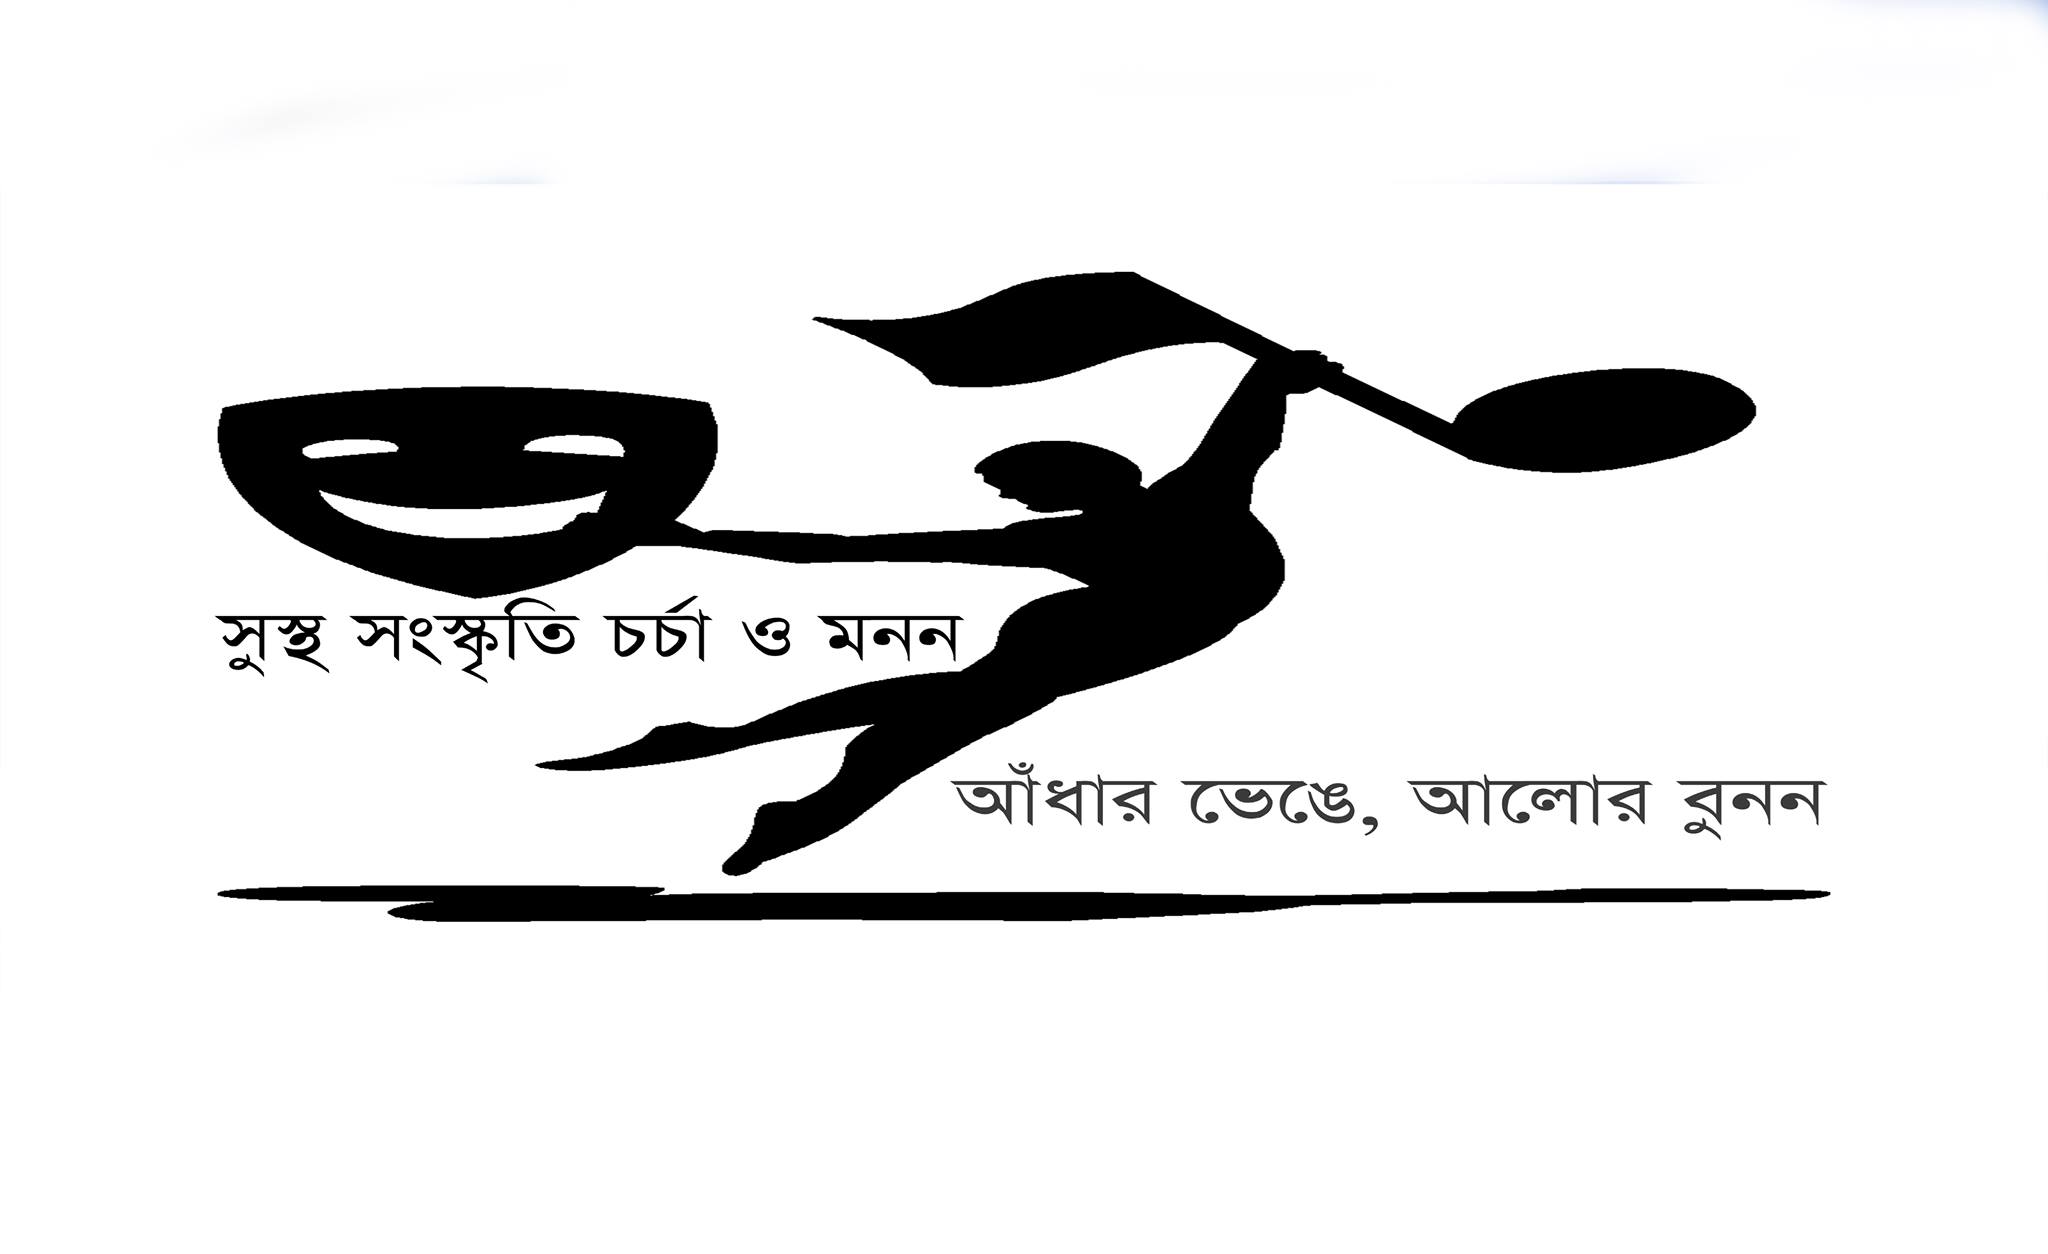 সুস্থ সংস্কৃতি চর্চা ও মনন
আঁধার ভেঙে, আলোর বুনন